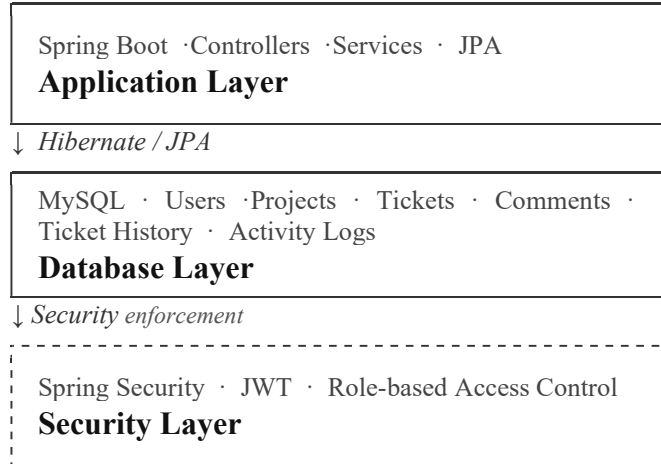 Spring Boot ·Controllers ·Services · JPA
Application Layer
↓ Hibernate / JPA
MySQL · Users ·Projects · Tickets · Comments ·
Ticket History · Activity Logs
Database Layer
↓ Security enforcement
Spring Security · JWT · Role-based Access Control
Security Layer